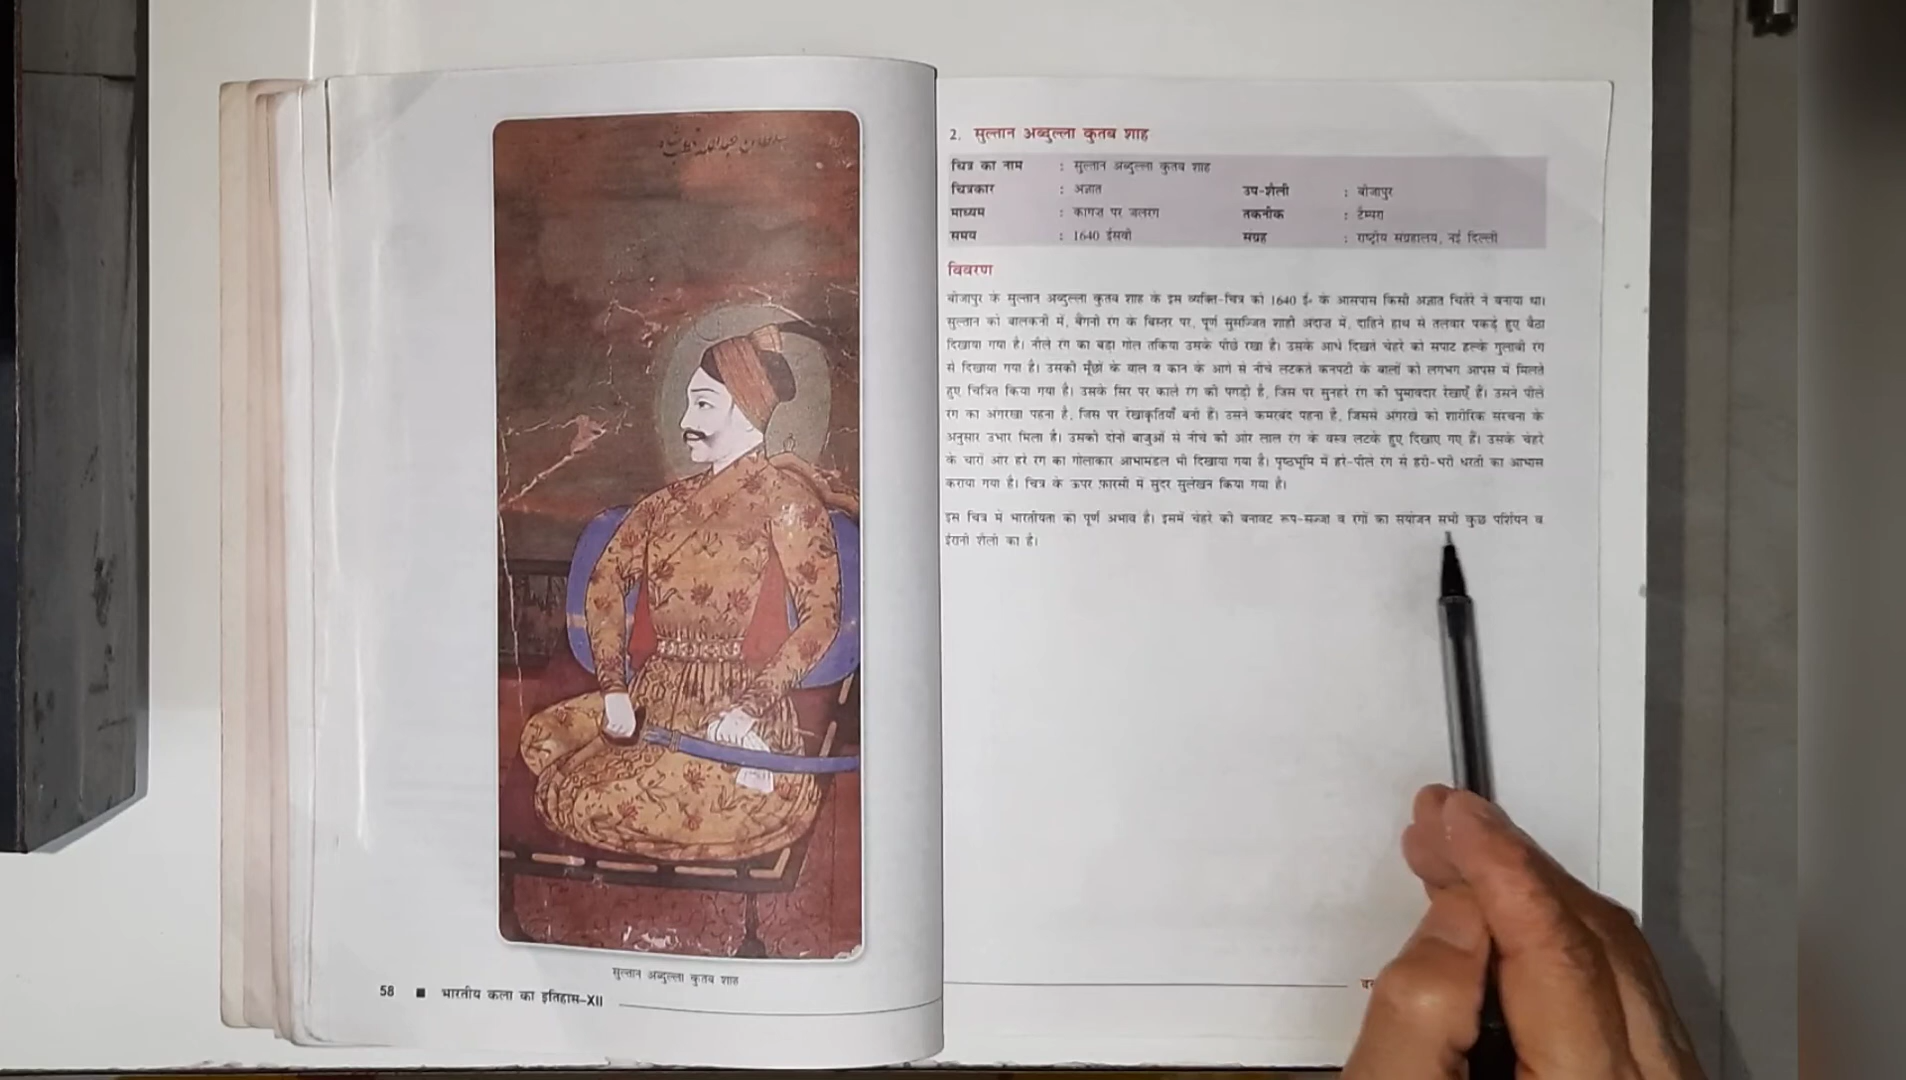 सुल्तान अब्दुल्ला कुतब शाह
58 ■ भारतीय कला का इतिहास–XII
2. सुल्तान अब्दुल्ला कुतब शाह
चित्र का नाम : सुल्तान अब्दुल्ला कुतब शाह
चित्रकार : अज्ञात उप-शैली : बीजापुर
माध्यम : कागज़ पर जलरंग तकनीक : टैम्परा
समय : 1640 ईसवी संग्रह : राष्ट्रीय संग्रहालय, नई दिल्ली
विवरण
बीजापुर के सुल्तान अब्दुल्ला कुतब शाह के इस व्यक्ति-चित्र को 1640 ई॰ के आसपास किसी अज्ञात चितेरे ने बनाया था।
सुल्तान को बालकनी में, बैंगनी रंग के बिस्तर पर, पूर्ण सुसज्जित शाही अंदाज़ में, दाहिने हाथ से तलवार पकड़े हुए बैठा
दिखाया गया है। नीले रंग का बड़ा गोल तकिया उसके पीछे रखा है। उसके आधे दिखते चेहरे को सपाट हल्के गुलाबी रंग
से दिखाया गया है। उसकी मूँछों के बाल व कान के आगे से नीचे लटकते कनपटी के बालों को लगभग आपस में मिलते
हुए चित्रित किया गया है। उसके सिर पर काले रंग की पगड़ी है, जिस पर सुनहरे रंग की घुमावदार रेखाएँ हैं। उसने पीले
रंग का अंगरखा पहना है, जिस पर रेखाकृतियाँ बनी हैं। उसने कमरबंद पहना है, जिससे अंगरखे को शारीरिक संरचना के
अनुसार उभार मिला है। उसकी दोनों बाजुओं से नीचे की ओर लाल रंग के वस्त्र लटके हुए दिखाए गए हैं। उसके चेहरे
के चारों ओर हरे रंग का गोलाकार आभामंडल भी दिखाया गया है। पृष्ठभूमि में हरे-पीले रंग से हरी-भरी धरती का आभास
कराया गया है। चित्र के ऊपर फ़ारसी में सुंदर सुलेखन किया गया है।
इस चित्र में भारतीयता का पूर्ण अभाव है। इसमें चेहरे की बनावट रूप-सज्जा व रंगों का संयोजन सभी कुछ पर्शियन व
ईरानी शैली का है।